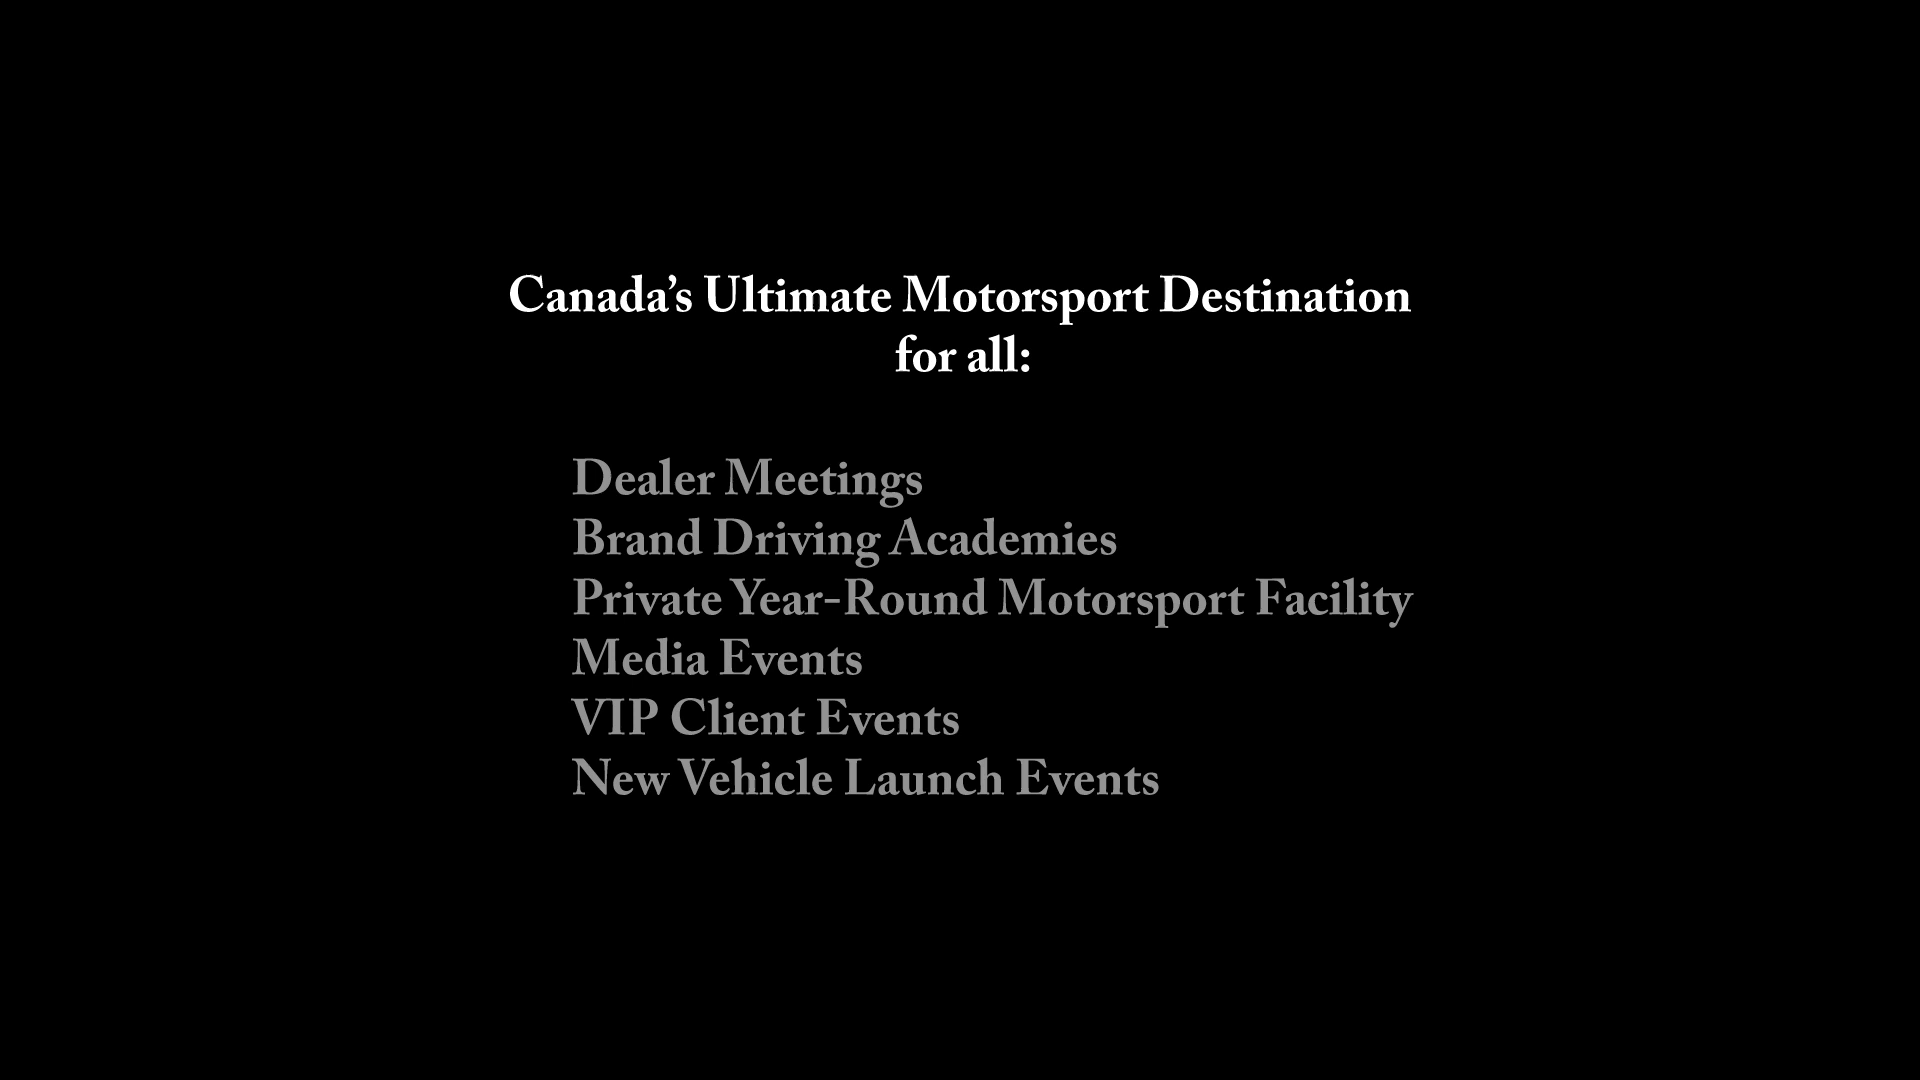 Canada’s Ultimate Motorsport Destination
for all:
Dealer Meetings
Brand Driving Academies
Private Year-Round Motorsport Facility
Media Events
VIP Client Events
New Vehicle Launch Events